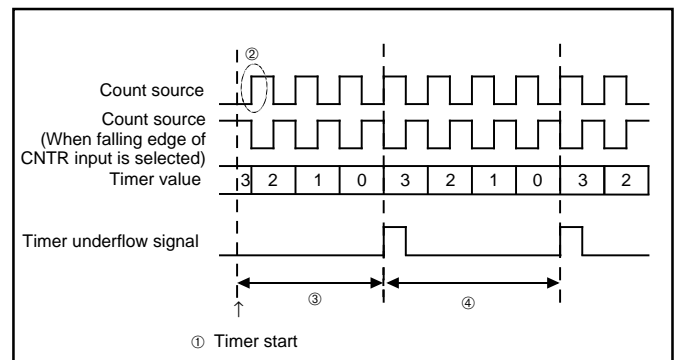 ②
Count source
Count source
(When falling edge of
CNTR input is selected)
Timer value 3 2 1 0 3 2 1 0 3 2
Timer underflow signal
③ ④
↑
① Timer start